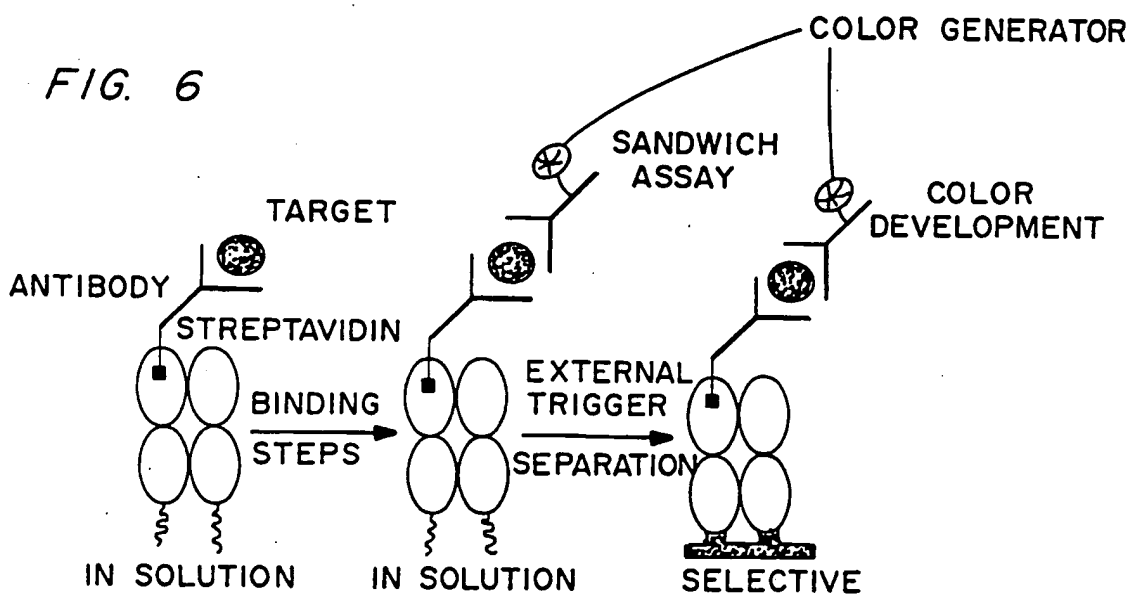 FIG. 6
COLOR GENERATOR
SANDWICH
ASSAY
COLOR
DEVELOPMENT
TARGET
ANTIBODY
STREPTAVIDIN
BINDING
STEPS
EXTERNAL
TRIGGER
SEPARATION
IN SOLUTION
IN SOLUTION
SELECTIVE